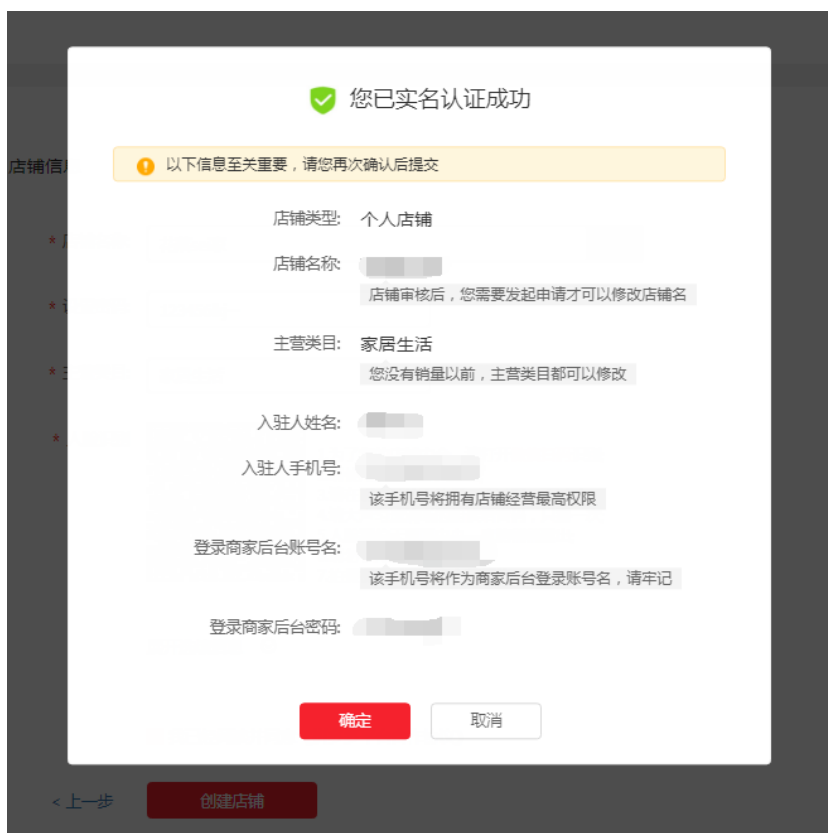 您已实名认证成功
以下信息至关重要，请您再次确认后提交
店铺信
店铺类型: 个人店铺
*
店铺名称:
店铺审核后，您需要发起申请才可以修改店铺名
*
主营类目: 家居生活
*
您没有销量以前，主营类目都可以修改
入驻人姓名:
*
入驻人手机号:
该手机号将拥有店铺经营最高权限
登录商家后台账号名:
该手机号将作为商家后台登录账号名，请牢记
登录商家后台密码:
确定 取消
<上一步 创建店铺